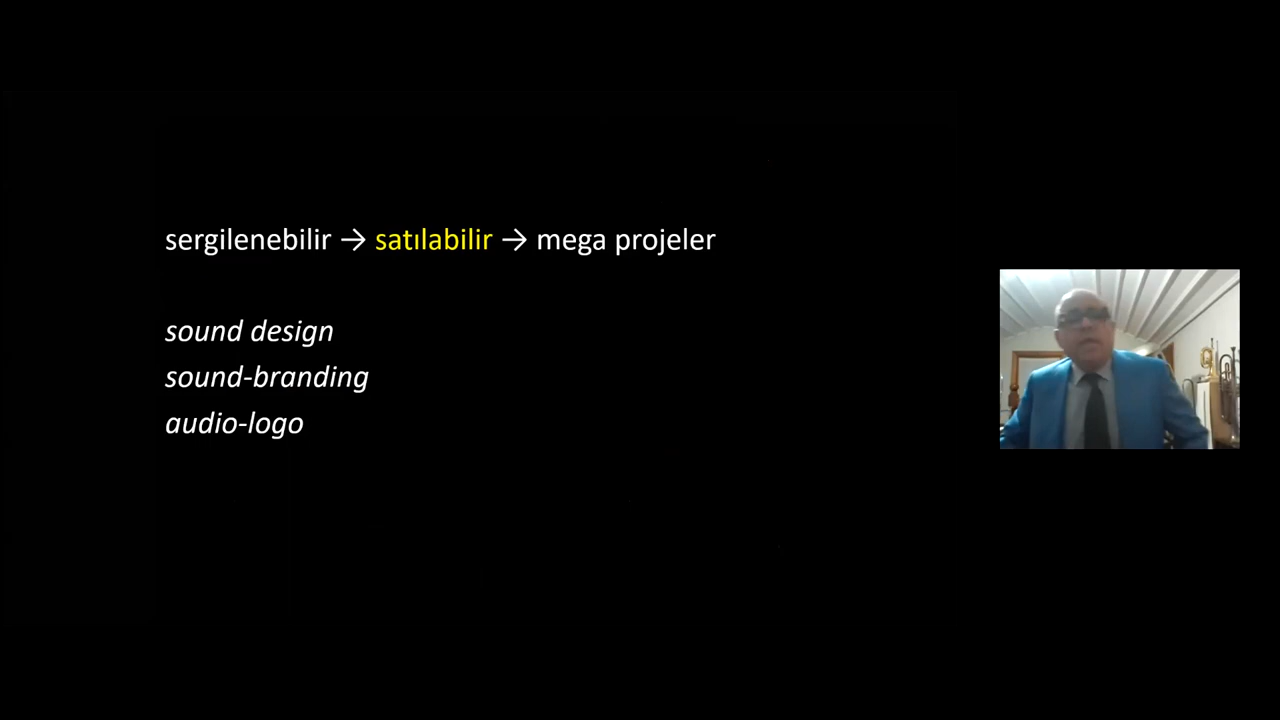 sergilenebilir → satılabilir → mega projeler
sound design
sound-branding
audio-logo